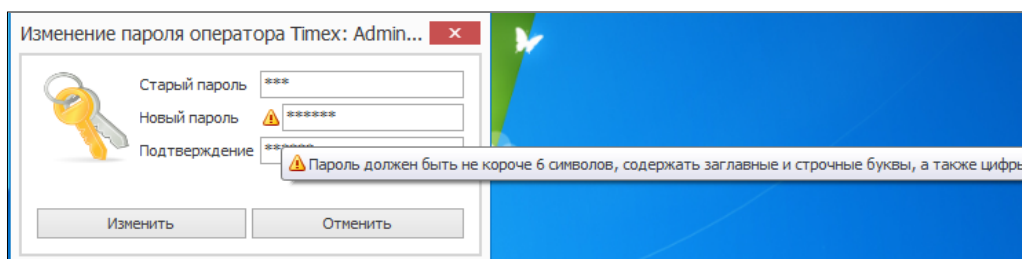 Изменение пароля оператора Timex: Admin...
Старый пароль ***
Новый пароль ******
Подтверждение
Пароль должен быть не короче 6 символов, содержать заглавные и строчные буквы, а также цифры
Изменить Отменить